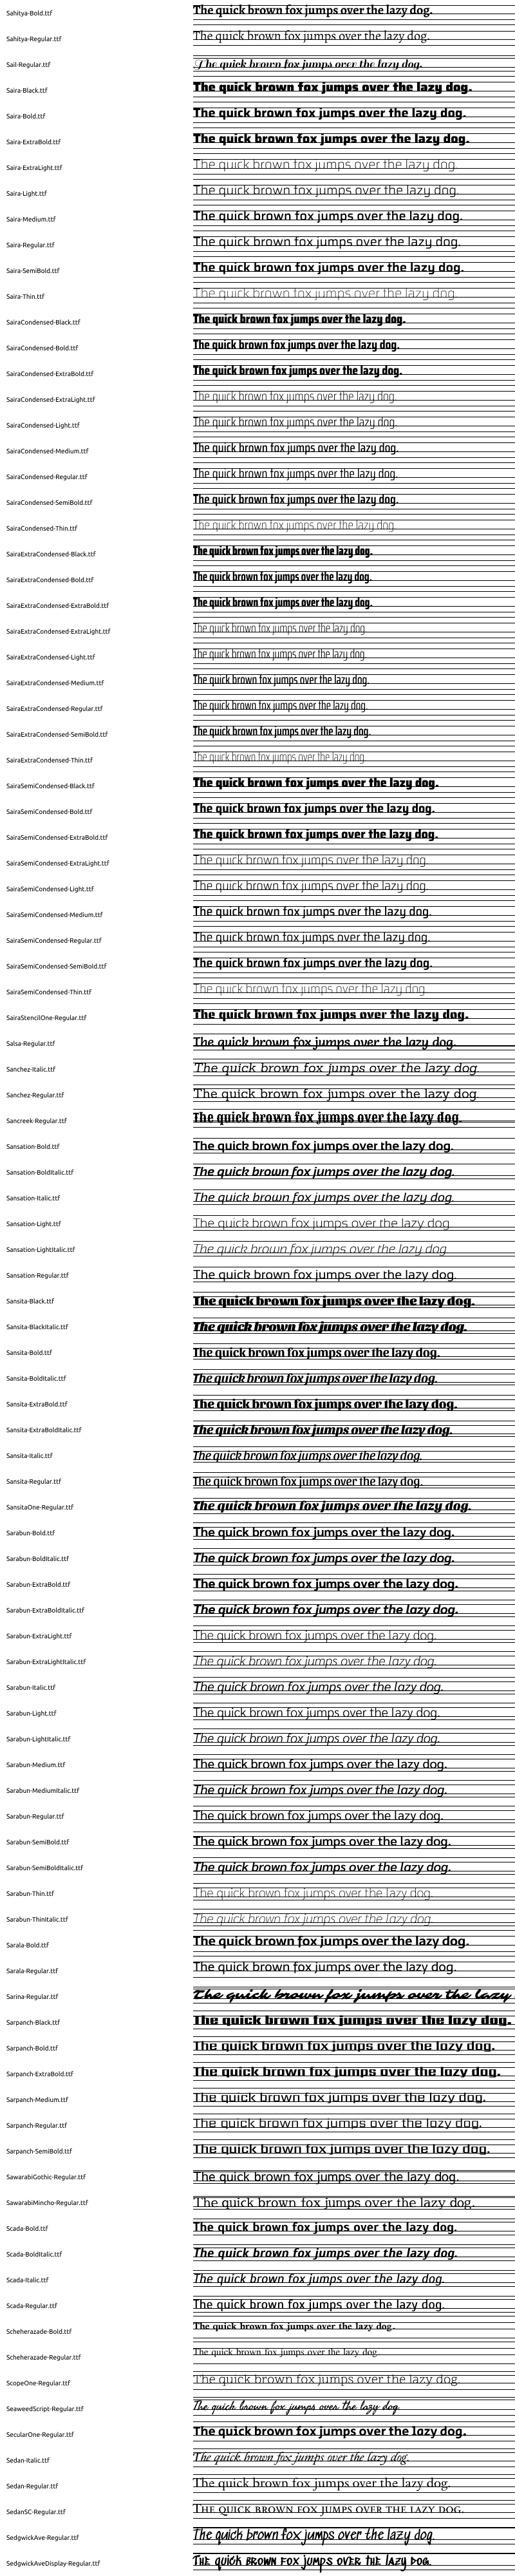 Sahitya-Bold.ttf The quick brown fox jumps over the lazy dog.
Sahitya-Regular.ttf The quick brown fox jumps over the lazy dog.
Sail-Regular.ttf The quick brown fox jumps over the lazy dog.
Saira-Black.ttf The quick brown fox jumps over the lazy dog.
Saira-Bold.ttf The quick brown fox jumps over the lazy dog.
Saira-ExtraBold.ttf The quick brown fox jumps over the lazy dog.
Saira-ExtraLight.ttf The quick brown fox jumps over the lazy dog.
Saira-Light.ttf The quick brown fox jumps over the lazy dog.
Saira-Medium.ttf The quick brown fox jumps over the lazy dog.
Saira-Regular.ttf The quick brown fox jumps over the lazy dog.
Saira-SemiBold.ttf The quick brown fox jumps over the lazy dog.
Saira-Thin.ttf The quick brown fox jumps over the lazy dog.
SairaCondensed-Black.ttf The quick brown fox jumps over the lazy dog.
SairaCondensed-Bold.ttf The quick brown fox jumps over the lazy dog.
SairaCondensed-ExtraBold.ttf The quick brown fox jumps over the lazy dog.
SairaCondensed-ExtraLight.ttf The quick brown fox jumps over the lazy dog.
SairaCondensed-Light.ttf The quick brown fox jumps over the lazy dog.
SairaCondensed-Medium.ttf The quick brown fox jumps over the lazy dog.
SairaCondensed-Regular.ttf The quick brown fox jumps over the lazy dog.
SairaCondensed-SemiBold.ttf The quick brown fox jumps over the lazy dog.
SairaCondensed-Thin.ttf The quick brown fox jumps over the lazy dog.
SairaExtraCondensed-Black.ttf The quick brown fox jumps over the lazy dog.
SairaExtraCondensed-Bold.ttf The quick brown fox jumps over the lazy dog.
SairaExtraCondensed-ExtraBold.ttf The quick brown fox jumps over the lazy dog.
SairaExtraCondensed-ExtraLight.ttf The quick brown fox jumps over the lazy dog.
SairaExtraCondensed-Light.ttf The quick brown fox jumps over the lazy dog.
SairaExtraCondensed-Medium.ttf The quick brown fox jumps over the lazy dog.
SairaExtraCondensed-Regular.ttf The quick brown fox jumps over the lazy dog.
SairaExtraCondensed-SemiBold.ttf The quick brown fox jumps over the lazy dog.
SairaExtraCondensed-Thin.ttf The quick brown fox jumps over the lazy dog.
SairaSemiCondensed-Black.ttf The quick brown fox jumps over the lazy dog.
SairaSemiCondensed-Bold.ttf The quick brown fox jumps over the lazy dog.
SairaSemiCondensed-ExtraBold.ttf The quick brown fox jumps over the lazy dog.
SairaSemiCondensed-ExtraLight.ttf The quick brown fox jumps over the lazy dog.
SairaSemiCondensed-Light.ttf The quick brown fox jumps over the lazy dog.
SairaSemiCondensed-Medium.ttf The quick brown fox jumps over the lazy dog.
SairaSemiCondensed-Regular.ttf The quick brown fox jumps over the lazy dog.
SairaSemiCondensed-SemiBold.ttf The quick brown fox jumps over the lazy dog.
SairaSemiCondensed-Thin.ttf The quick brown fox jumps over the lazy dog.
SairaStencilOne-Regular.ttf The quick brown fox jumps over the lazy dog.
Salsa-Regular.ttf The quick brown fox jumps over the lazy dog.
Sanchez-Italic.ttf The quick brown fox jumps over the lazy dog.
Sanchez-Regular.ttf The quick brown fox jumps over the lazy dog.
Sancreek-Regular.ttf The quick brown fox jumps over the lazy dog.
Sansation-Bold.ttf The quick brown fox jumps over the lazy dog.
Sansation-BoldItalic.ttf The quick brown fox jumps over the lazy dog.
Sansation-Italic.ttf The quick brown fox jumps over the lazy dog.
Sansation-Light.ttf The quick brown fox jumps over the lazy dog.
Sansation-LightItalic.ttf The quick brown fox jumps over the lazy dog.
Sansation-Regular.ttf The quick brown fox jumps over the lazy dog.
Sansita-Black.ttf The quick brown fox jumps over the lazy dog.
Sansita-BlackItalic.ttf The quick brown fox jumps over the lazy dog.
Sansita-Bold.ttf The quick brown fox jumps over the lazy dog.
Sansita-BoldItalic.ttf The quick brown fox jumps over the lazy dog.
Sansita-ExtraBold.ttf The quick brown fox jumps over the lazy dog.
Sansita-ExtraBoldItalic.ttf The quick brown fox jumps over the lazy dog.
Sansita-Italic.ttf The quick brown fox jumps over the lazy dog.
Sansita-Regular.ttf The quick brown fox jumps over the lazy dog.
SansitaOne-Regular.ttf The quick brown fox jumps over the lazy dog.
Sarabun-Bold.ttf The quick brown fox jumps over the lazy dog.
Sarabun-BoldItalic.ttf The quick brown fox jumps over the lazy dog.
Sarabun-ExtraBold.ttf The quick brown fox jumps over the lazy dog.
Sarabun-ExtraBoldItalic.ttf The quick brown fox jumps over the lazy dog.
Sarabun-ExtraLight.ttf The quick brown fox jumps over the lazy dog.
Sarabun-ExtraLightItalic.ttf The quick brown fox jumps over the lazy dog.
Sarabun-Italic.ttf The quick brown fox jumps over the lazy dog.
Sarabun-Light.ttf The quick brown fox jumps over the lazy dog.
Sarabun-LightItalic.ttf The quick brown fox jumps over the lazy dog.
Sarabun-Medium.ttf The quick brown fox jumps over the lazy dog.
Sarabun-MediumItalic.ttf The quick brown fox jumps over the lazy dog.
Sarabun-Regular.ttf The quick brown fox jumps over the lazy dog.
Sarabun-SemiBold.ttf The quick brown fox jumps over the lazy dog.
Sarabun-SemiBoldItalic.ttf The quick brown fox jumps over the lazy dog.
Sarabun-Thin.ttf The quick brown fox jumps over the lazy dog.
Sarabun-ThinItalic.ttf The quick brown fox jumps over the lazy dog.
Sarala-Bold.ttf The quick brown fox jumps over the lazy dog.
Sarala-Regular.ttf The quick brown fox jumps over the lazy dog.
Sarina-Regular.ttf The quick brown fox jumps over the lazy
Sarpanch-Black.ttf The quick brown fox jumps over the lazy dog.
Sarpanch-Bold.ttf The quick brown fox jumps over the lazy dog.
Sarpanch-ExtraBold.ttf The quick brown fox jumps over the lazy dog.
Sarpanch-Medium.ttf The quick brown fox jumps over the lazy dog.
Sarpanch-Regular.ttf The quick brown fox jumps over the lazy dog.
Sarpanch-SemiBold.ttf The quick brown fox jumps over the lazy dog.
SawarabiGothic-Regular.ttf The quick brown fox jumps over the lazy dog.
SawarabiMincho-Regular.ttf The quick brown fox jumps over the lazy dog.
Scada-Bold.ttf The quick brown fox jumps over the lazy dog.
Scada-BoldItalic.ttf The quick brown fox jumps over the lazy dog.
Scada-Italic.ttf The quick brown fox jumps over the lazy dog.
Scada-Regular.ttf The quick brown fox jumps over the lazy dog.
Scheherazade-Bold.ttf The quick brown fox jumps over the lazy dog.
Scheherazade-Regular.ttf The quick brown fox jumps over the lazy dog.
ScopeOne-Regular.ttf The quick brown fox jumps over the lazy dog.
SeaweedScript-Regular.ttf The quick brown fox jumps over the lazy dog.
SecularOne-Regular.ttf The quick brown fox jumps over the lazy dog.
Sedan-Italic.ttf The quick brown fox jumps over the lazy dog.
Sedan-Regular.ttf The quick brown fox jumps over the lazy dog.
SedanSC-Regular.ttf The quick brown fox jumps over the lazy dog.
SedgwickAve-Regular.ttf The quick brown fox jumps over the lazy dog.
SedgwickAveDisplay-Regular.ttf The quick brown fox jumps over the lazy dog.